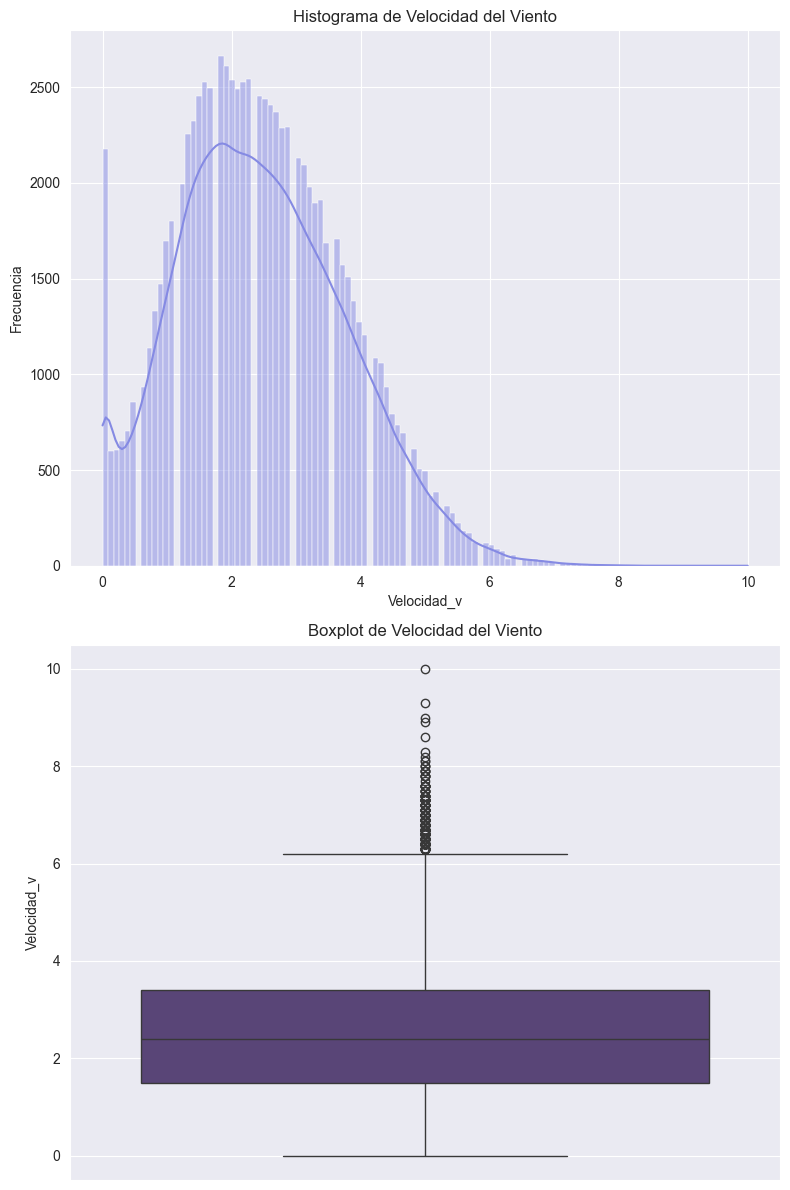 Histograma de Velocidad del Viento
2500
2000
1500
1000
500
0
Frecuencia
0 2 4 6 8 10
Velocidad_v
Boxplot de Velocidad del Viento
10
8
6
4
2
0
Velocidad_v